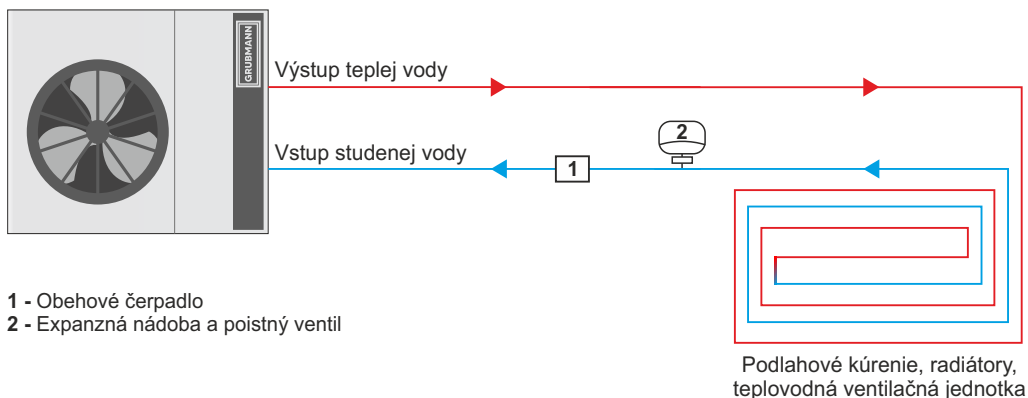 GRUBMANN
Výstup teplej vody
2
Vstup studenej vody
1
1 - Obehové čerpadlo
2 - Expanzná nádoba a poistný ventil
Podlahové kúrenie, radiátory,
teplovodná ventilačná jednotka